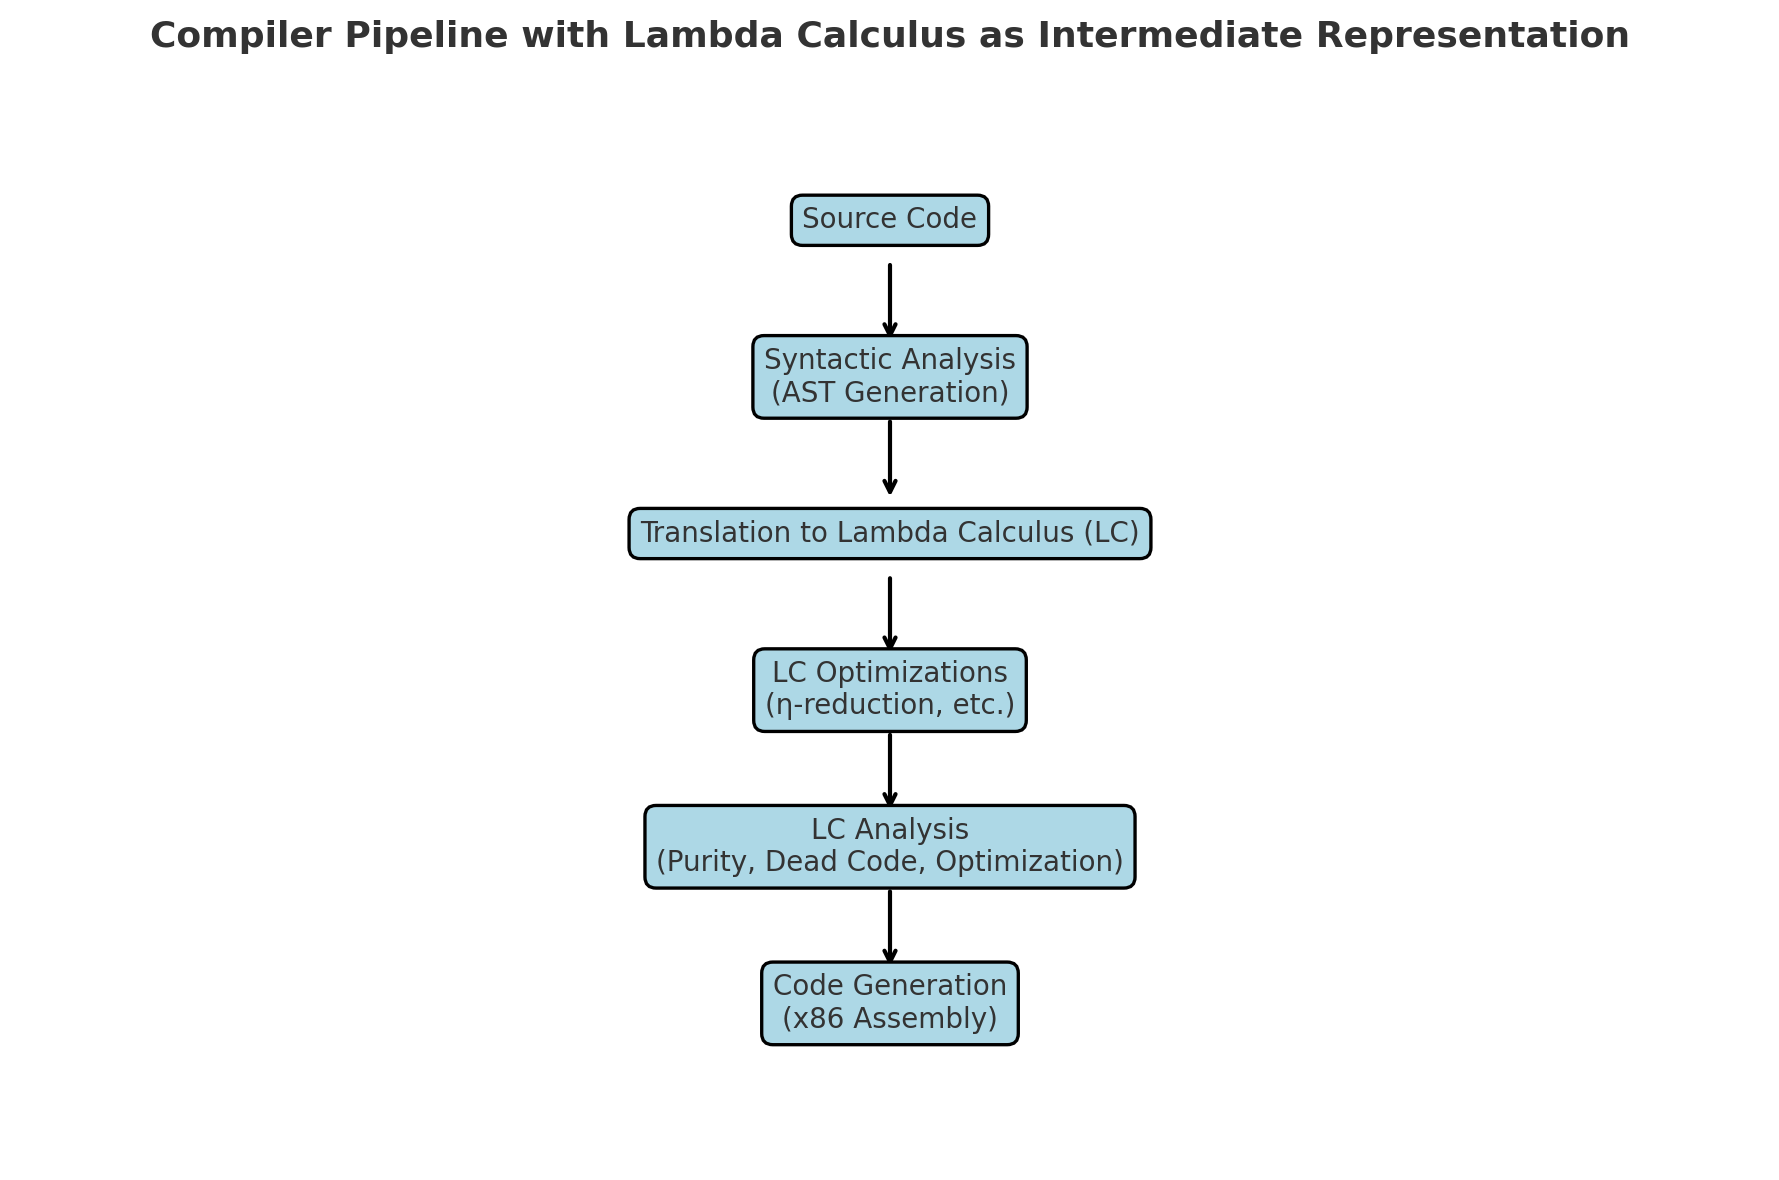 Compiler Pipeline with Lambda Calculus as Intermediate Representation
Source Code
Syntactic Analysis
(AST Generation)
Translation to Lambda Calculus (LC)
LC Optimizations
(η-reduction, etc.)
LC Analysis
(Purity, Dead Code, Optimization)
Code Generation
(x86 Assembly)